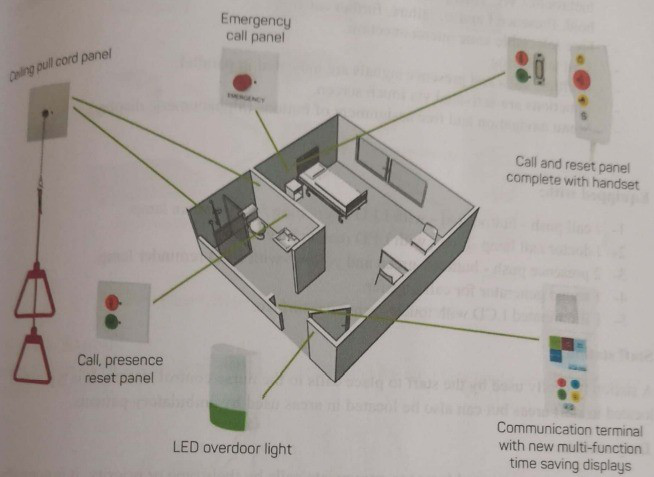 Emergency
call panel
Ceiling pull cord panel
EMERGENCY
Call and reset panel
complete with handset
Call, presence
reset panel
LED overdoor light
Communication terminal
with new multi-function
time saving displays